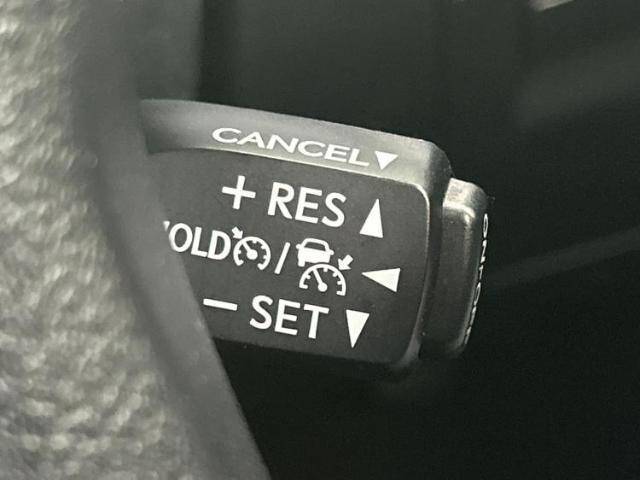 CANCEL▼
+ RES ▲
OLD / ◀
- SET ▼